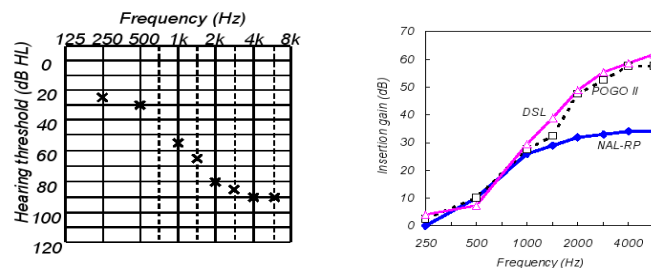 Frequency (Hz)
125 250 500 1k 2k 4k 8k
Hearing threshold (dB HL)
0
20
40
60
80
100
120
70
60
50
40
30
20
10
0
Insertion gain (dB)
DSL
POGO II
NAL-RP
250 500 1000 2000 4000
Frequency (Hz)